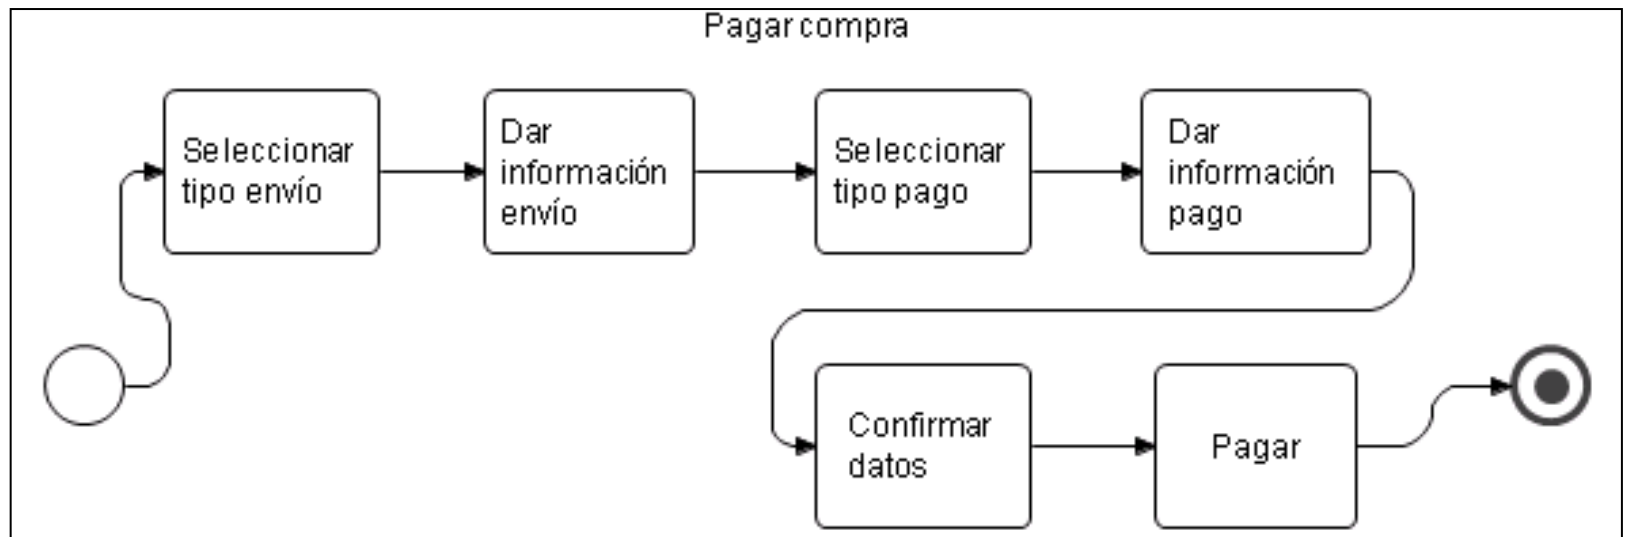 Pagar compra
Seleccionar
tipo envío
Dar
información
envío
Seleccionar
tipo pago
Dar
información
pago
Confirmar
datos
Pagar